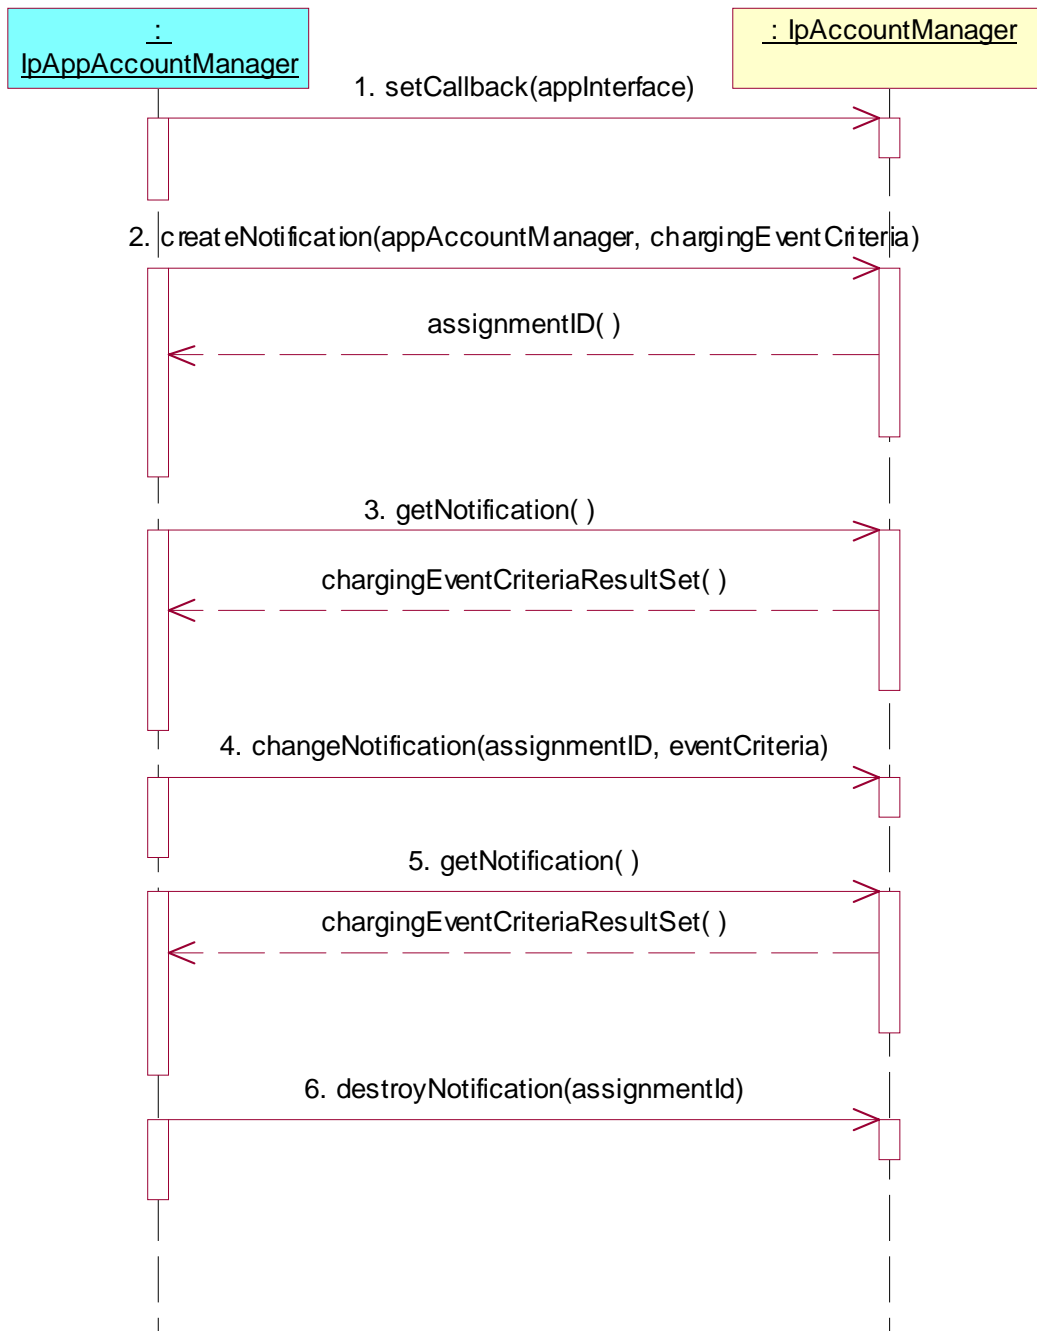 :
IpAppAccountManager
: IpAccountManager
1. setCallback(appInterface)
2. createNotification(appAccountManager, chargingEventCriteria)
assignmentID( )
3. getNotification( )
chargingEventCriteriaResultSet( )
4. changeNotification(assignmentID, eventCriteria)
5. getNotification( )
chargingEventCriteriaResultSet( )
6. destroyNotification(assignmentId)